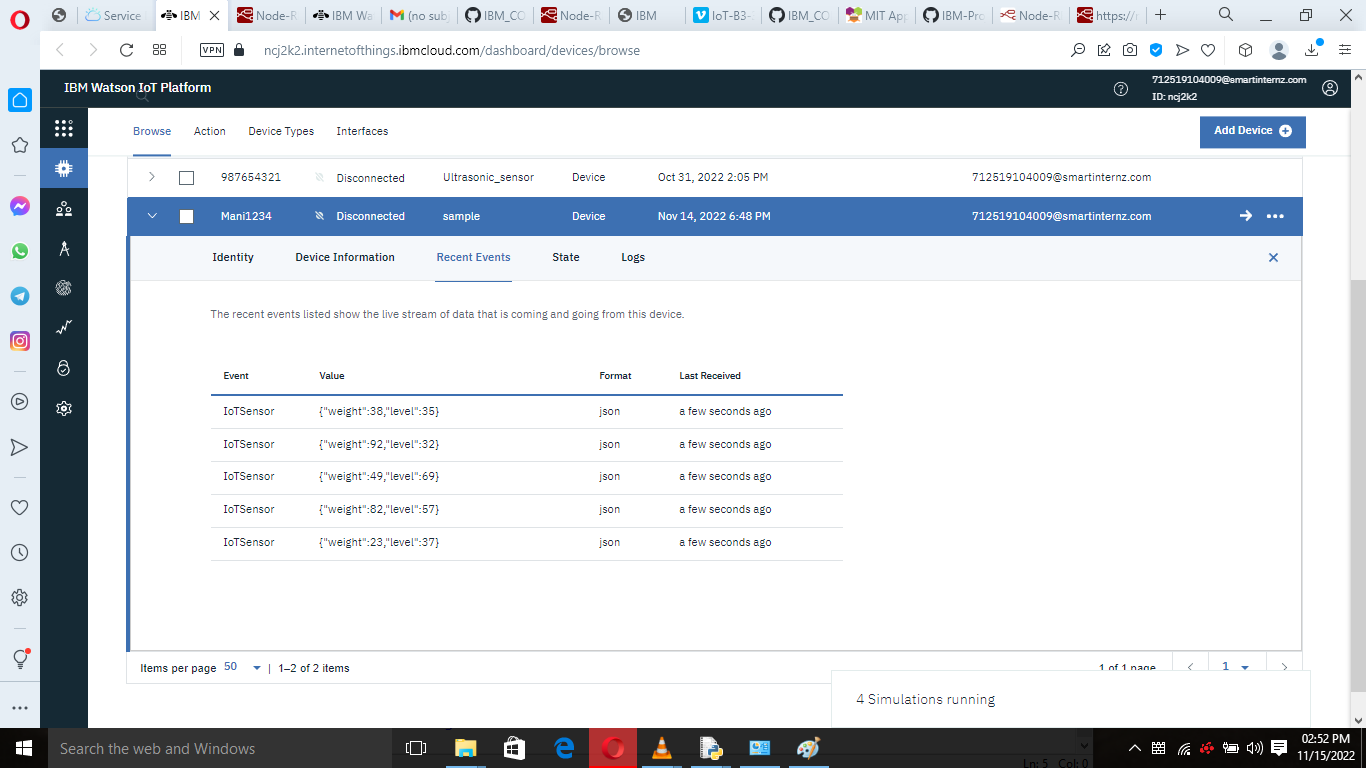 IBM
Service
IBM
Node-R
IBM Wa
(no sub
IBM_CO
Node-R
IBM
IoT-B3-
IBM_CO
MIT App
IBM-Pro
Node-R
https://
VPN
ncj2k2.internetofthings.ibmcloud.com/dashboard/devices/browse
IBM Watson IoT Platform
712519104009@smartinternz.com
ID: ncj2k2
Browse Action Device Types Interfaces
Add Device
987654321 Disconnected Ultrasonic_sensor Device Oct 31, 2022 2:05 PM 712519104009@smartinternz.com
Mani1234 Disconnected sample Device Nov 14, 2022 6:48 PM 712519104009@smartinternz.com
Identity Device Information Recent Events State Logs
The recent events listed show the live stream of data that is coming and going from this device.
Event Value Format Last Received
IoTSensor {"weight":38,"level":35} json a few seconds ago
IoTSensor {"weight":92,"level":32} json a few seconds ago
IoTSensor {"weight":49,"level":69} json a few seconds ago
IoTSensor {"weight":82,"level":57} json a few seconds ago
IoTSensor {"weight":23,"level":37} json a few seconds ago
Items per page 50 | 1–2 of 2 items
1 of 1 page 1
4 Simulations running
Search the web and Windows
02:52 PM
11/15/2022
Ln: 5 Col: 0